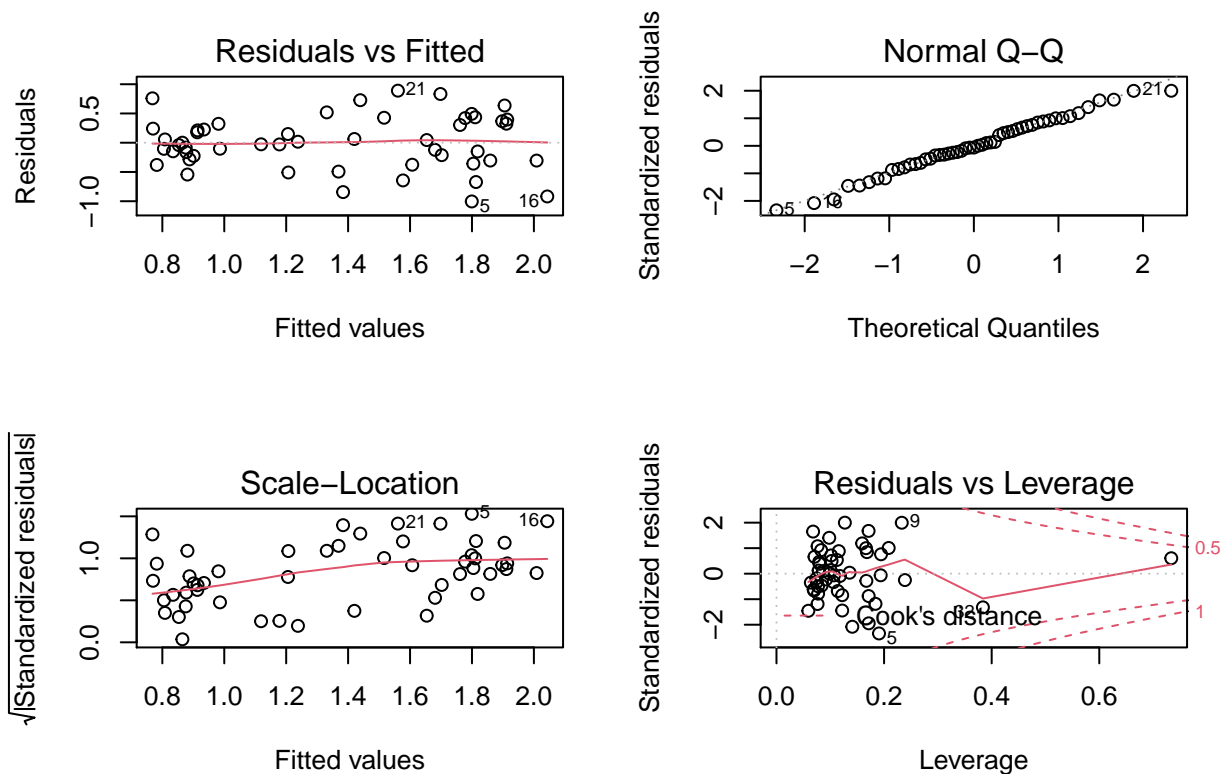 Residuals vs Fitted
Residuals
0.5
−1.0
21
5
16
0.8 1.0 1.2 1.4 1.6 1.8 2.0
Fitted values
Normal Q−Q
Standardized residuals
2
0
−2
21
5
16
−2 −1 0 1 2
Theoretical Quantiles
Scale−Location
√|Standardized residuals|
1.0
0.0
21
5
16
0.8 1.0 1.2 1.4 1.6 1.8 2.0
Fitted values
Residuals vs Leverage
Standardized residuals
2
0
−2
9
32
5
Cook's distance
0.5
1
0.0 0.2 0.4 0.6
Leverage